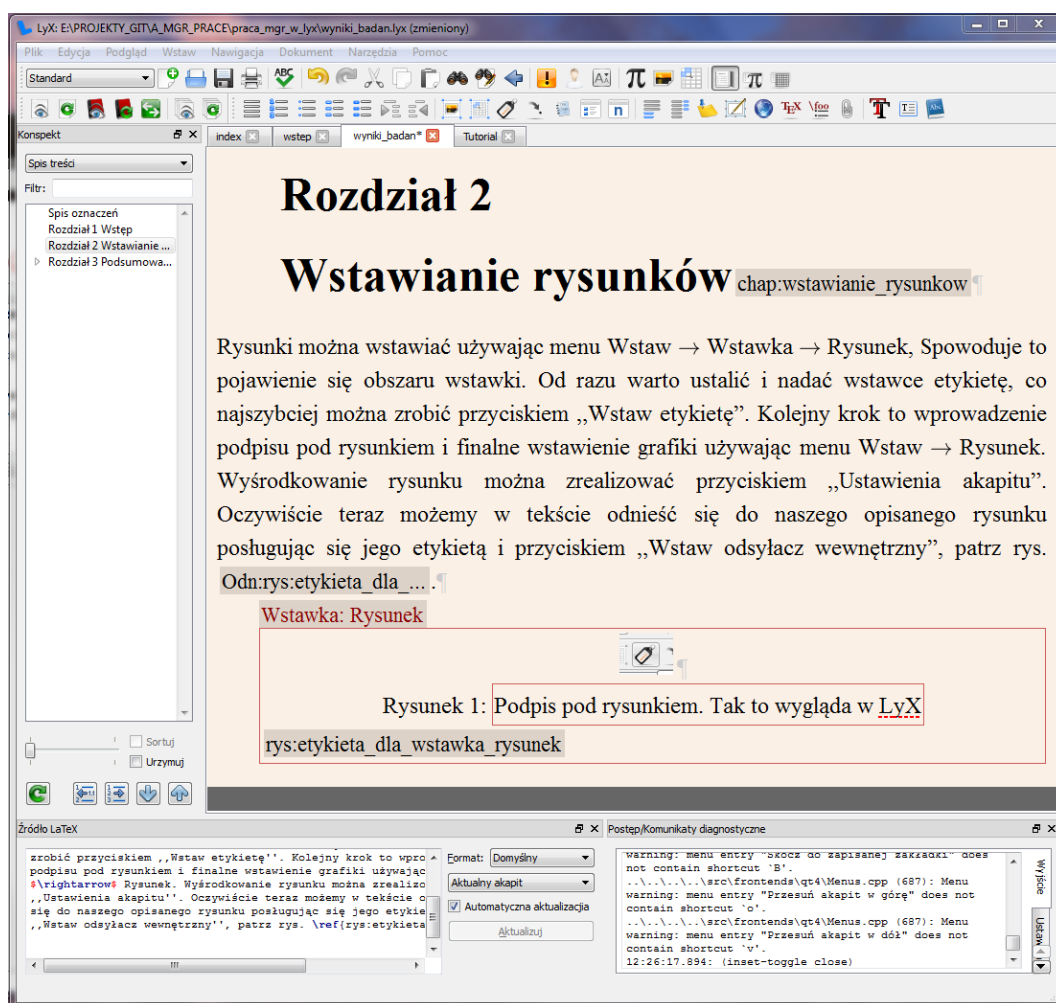 LyX: E:\PROJEKTY_GIT\A_MGR_PRACE\praca_mgr_w_lyx\wyniki_badan.lyx (zmieniony)
Plik Edycja Podgląd Wstaw Nawigacja Dokument Narzędzia Pomoc
Standard
ABC
TEX \foo
Konspekt
index wstep wyniki_badan* Tutorial
Spis treści
Filtr:
Spis oznaczeń
Rozdział 1 Wstęp
Rozdział 2 Wstawianie ...
Rozdział 3 Podsumowa...
Sortuj
Urzymuj
Rozdział 2
Wstawianie rysunków chap:wstawianie_rysunkow¶
Rysunki można wstawiać używając menu Wstaw → Wstawka → Rysunek, Spowoduje to
pojawienie się obszaru wstawki. Od razu warto ustalić i nadać wstawce etykietę, co
najszybciej można zrobić przyciskiem ,,Wstaw etykietę”. Kolejny krok to wprowadzenie
podpisu pod rysunkiem i finalne wstawienie grafiki używając menu Wstaw → Rysunek.
Wyśrodkowanie rysunku można zrealizować przyciskiem ,,Ustawienia akapitu”.
Oczywiście teraz możemy w tekście odnieść się do naszego opisanego rysunku
posługując się jego etykietą i przyciskiem ,,Wstaw odsyłacz wewnętrzny”, patrz rys.
Odn:rys:etykieta_dla_... .¶
Wstawka: Rysunek
¶
Rysunek 1: Podpis pod rysunkiem. Tak to wygląda w LyX
rys:etykieta_dla_wstawka_rysunek
Źródło LaTeX
zrobić przyciskiem ,,Wstaw etykietę''. Kolejny krok to wpro
podpisu pod rysunkiem i finalne wstawienie grafiki używając
$\rightarrow$ Rysunek. Wyśrodkowanie rysunku można zrealizo
,,Ustawienia akapitu''. Oczywiście teraz możemy w tekście o
się do naszego opisanego rysunku posługując się jego etykie
,,Wstaw odsyłacz wewnętrzny'', patrz rys. \ref{rys:etykieta
Format: Domyślny
Aktualny akapit
Automatyczna aktualizacja
Aktualizuj
Postęp/Komunikaty diagnostyczne
warning: menu entry "Skocz do zapisanej zakładki" does
not contain shortcut `B'.
..\..\..\..\src\frontends\qt4\Menus.cpp (687): Menu
warning: menu entry "Przesuń akapit w górę" does not
contain shortcut `o'.
..\..\..\..\src\frontends\qt4\Menus.cpp (687): Menu
warning: menu entry "Przesuń akapit w dół" does not
contain shortcut `v'.
12:26:17.894: (inset-toggle close)
Wyjście
Ustaw